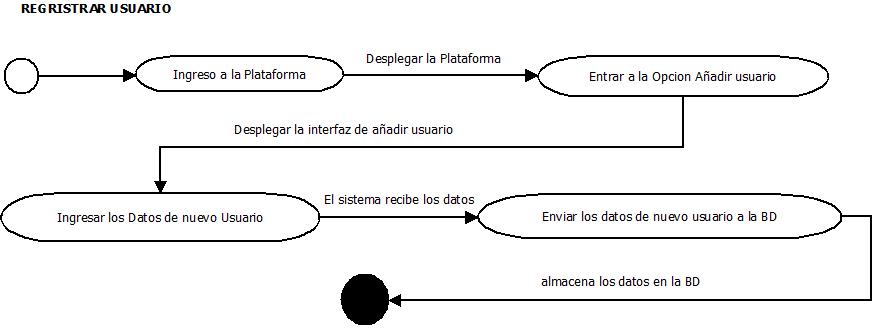 REGRISTRAR USUARIO
Ingreso a la Plataforma
Desplegar la Plataforma
Entrar a la Opcion Añadir usuario
Desplegar la interfaz de añadir usuario
Ingresar los Datos de nuevo Usuario
El sistema recibe los datos
Enviar los datos de nuevo usuario a la BD
almacena los datos en la BD